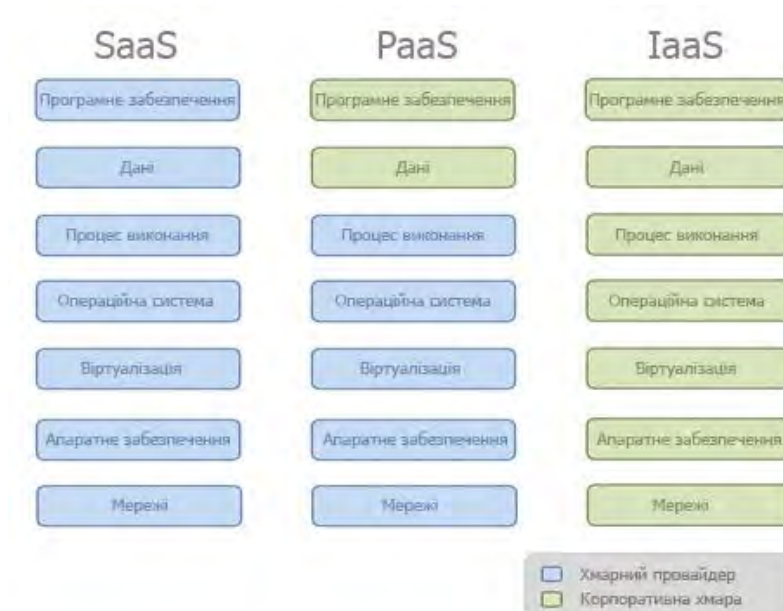 SaaS PaaS IaaS
Програмне забезпечення Програмне забезпечення Програмне забезпечення
Дані Дані Дані
Процес виконання Процес виконання Процес виконання
Операційна система Операційна система Операційна система
Віртуалізація Віртуалізація Віртуалізація
Апаратне забезпечення Апаратне забезпечення Апаратне забезпечення
Мережі Мережі Мережі
Хмарний провайдер
Корпоративна хмара